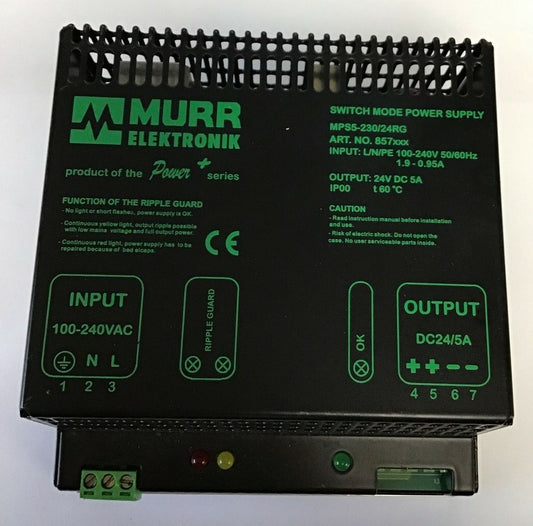 MURR
ELEKTRONIK
product of the Power + series
FUNCTION OF THE RIPPLE GUARD
- No light or short flashes, power supply is OK.
- Continuous yellow light, output ripple possible
with low mains voltage and full output power.
- Continuous red light, power supply has to be
repaired because of bad elcaps.
CE
SWITCH MODE POWER SUPPLY
MPS5-230/24RG
ART. NO. 857xxx
INPUT: L/N/PE 100-240V 50/60Hz
1.9 - 0.95A
OUTPUT: 24V DC 5A
IP00 t 60 °C
CAUTION
- Read instruction manual before installation
and use.
- Risk of electric shock. Do not open the
case. No user serviceable parts inside.
INPUT
100-240VAC
N L
1 2 3
RIPPLE GUARD
OK
OUTPUT
DC24/5A
+ + - -
4 5 6 7